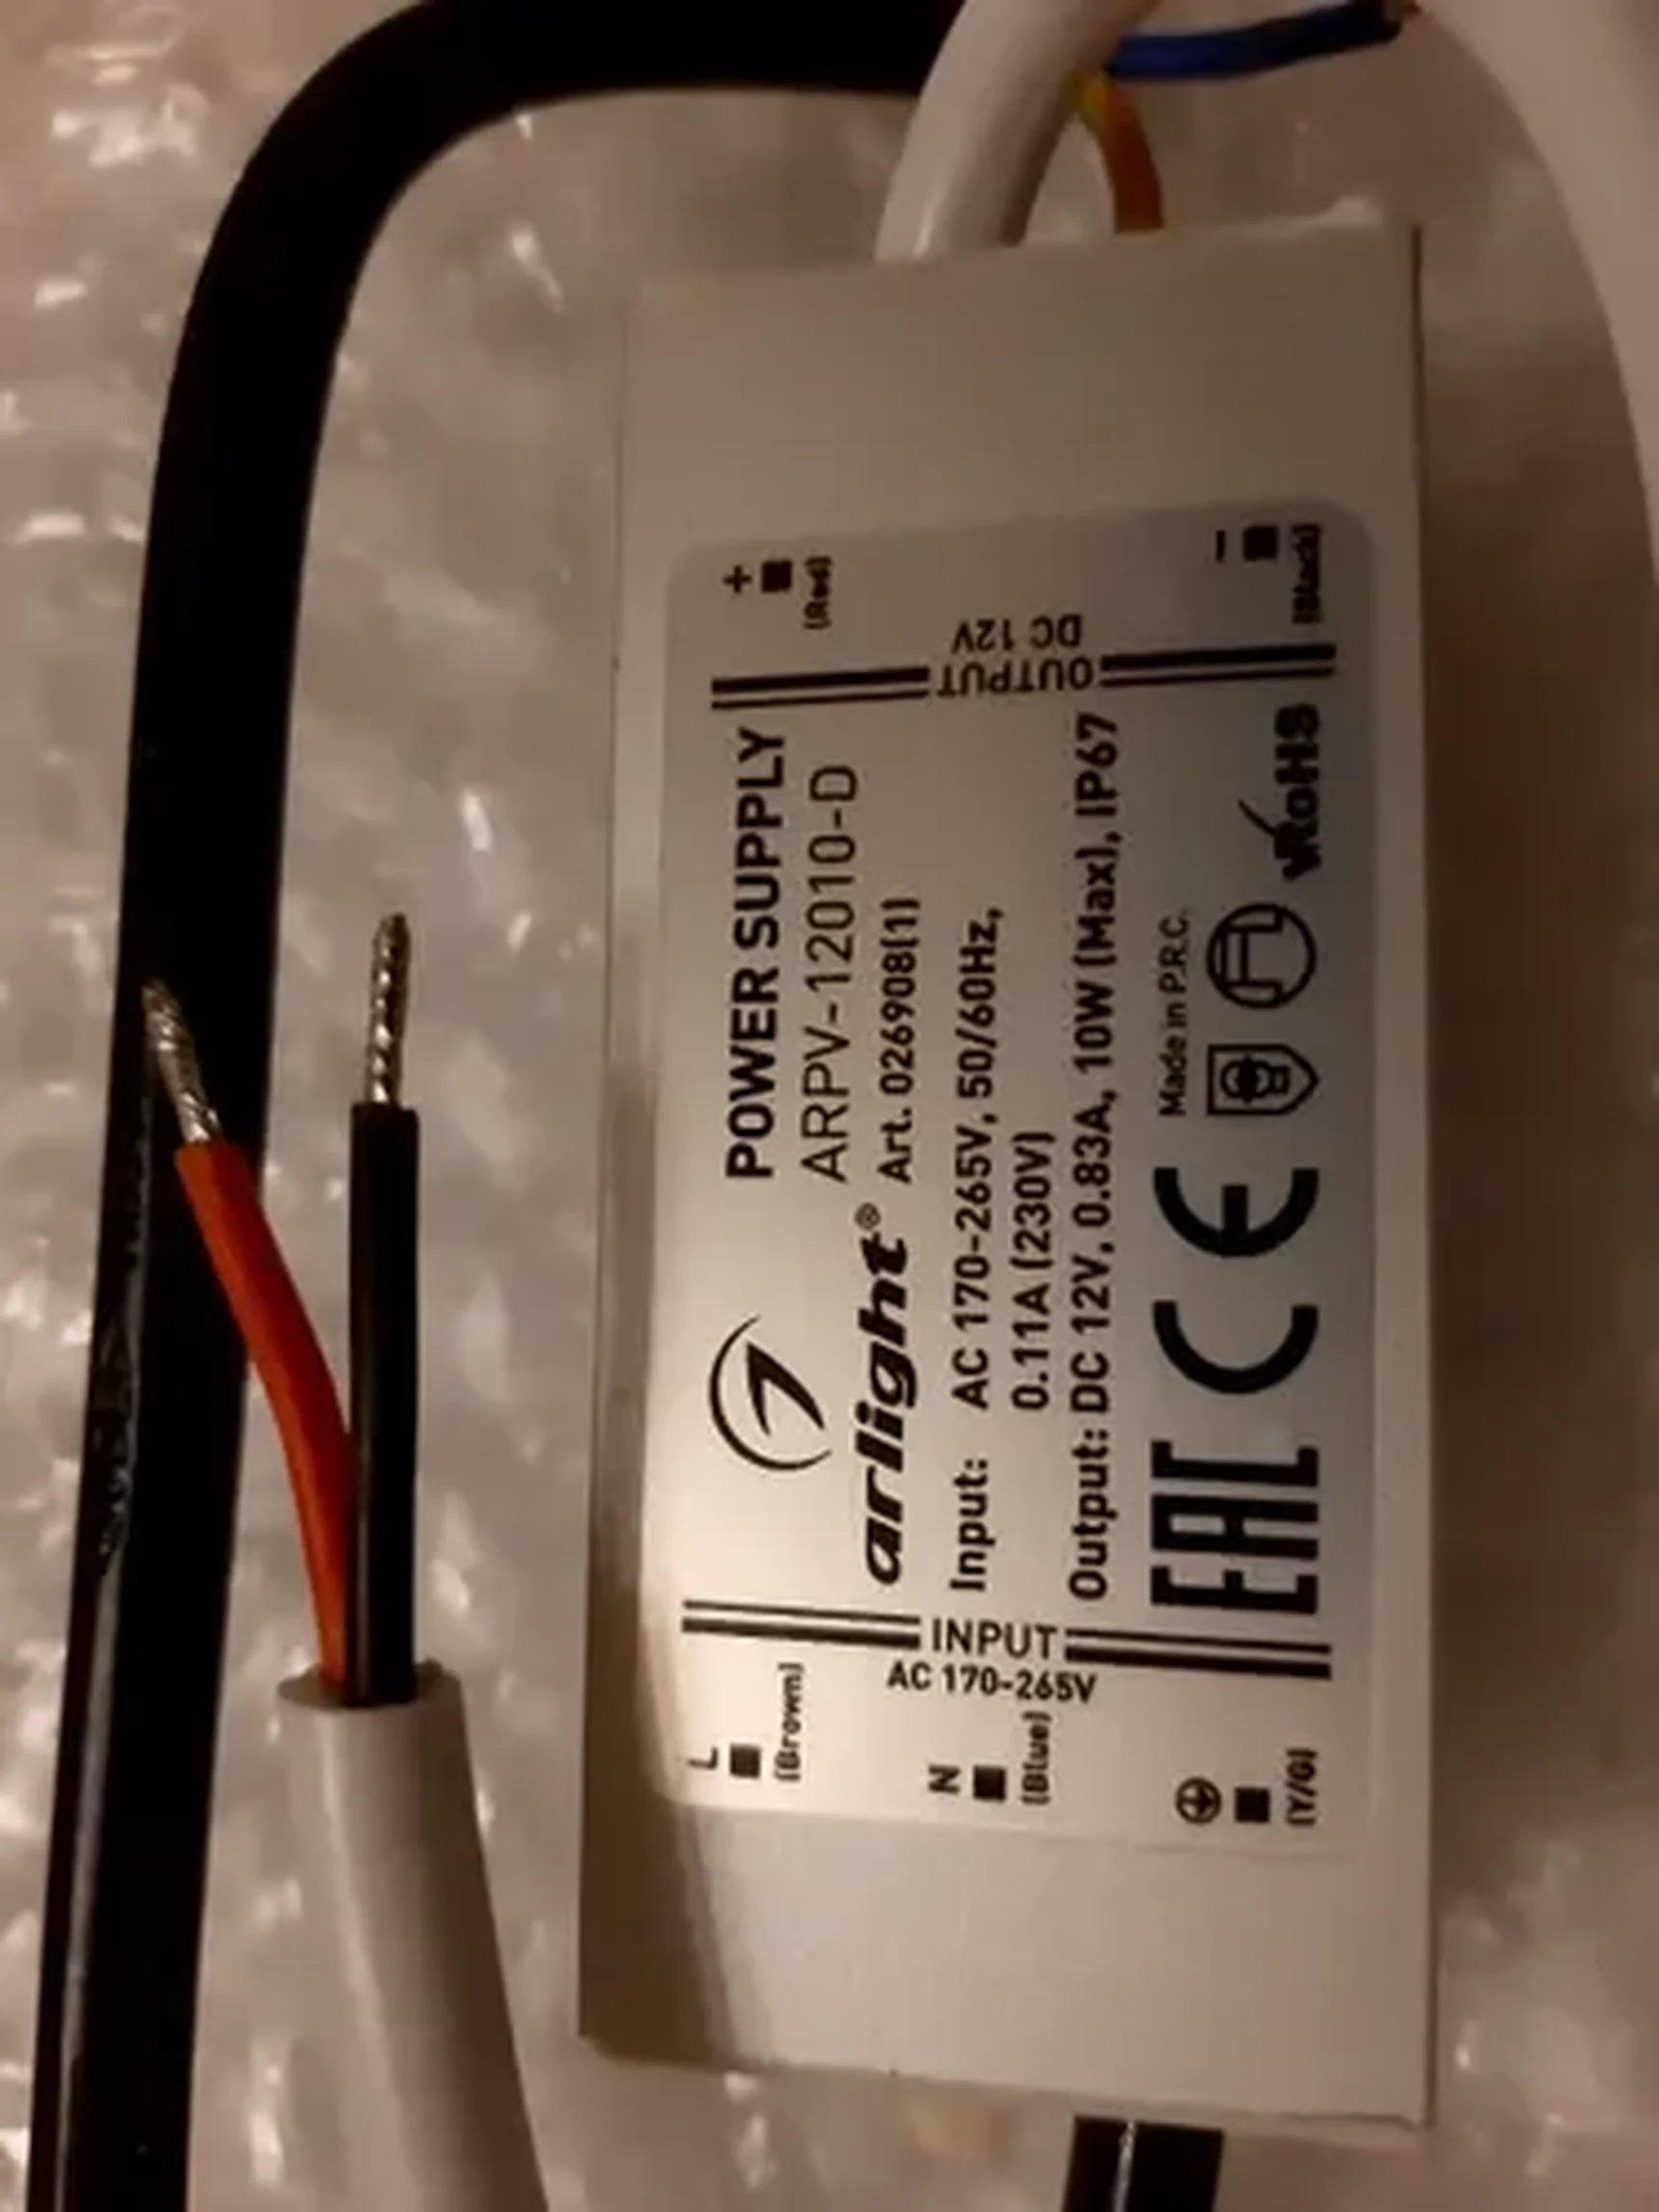 POWER SUPPLY
ARPV-12010-D
arlight®
Art. 026908(1)
Input: AC 170-265V, 50/60Hz,
0.11A (230V)
Output: DC 12V, 0.83A, 10W (Max), IP67
Made in P.R.C.
EAC CE RoHS
INPUT
AC 170-265V
L
(Brown)
N
(Blue)
(Y/G)
OUTPUT
DC 12V
+
(Red)
–
(Black)